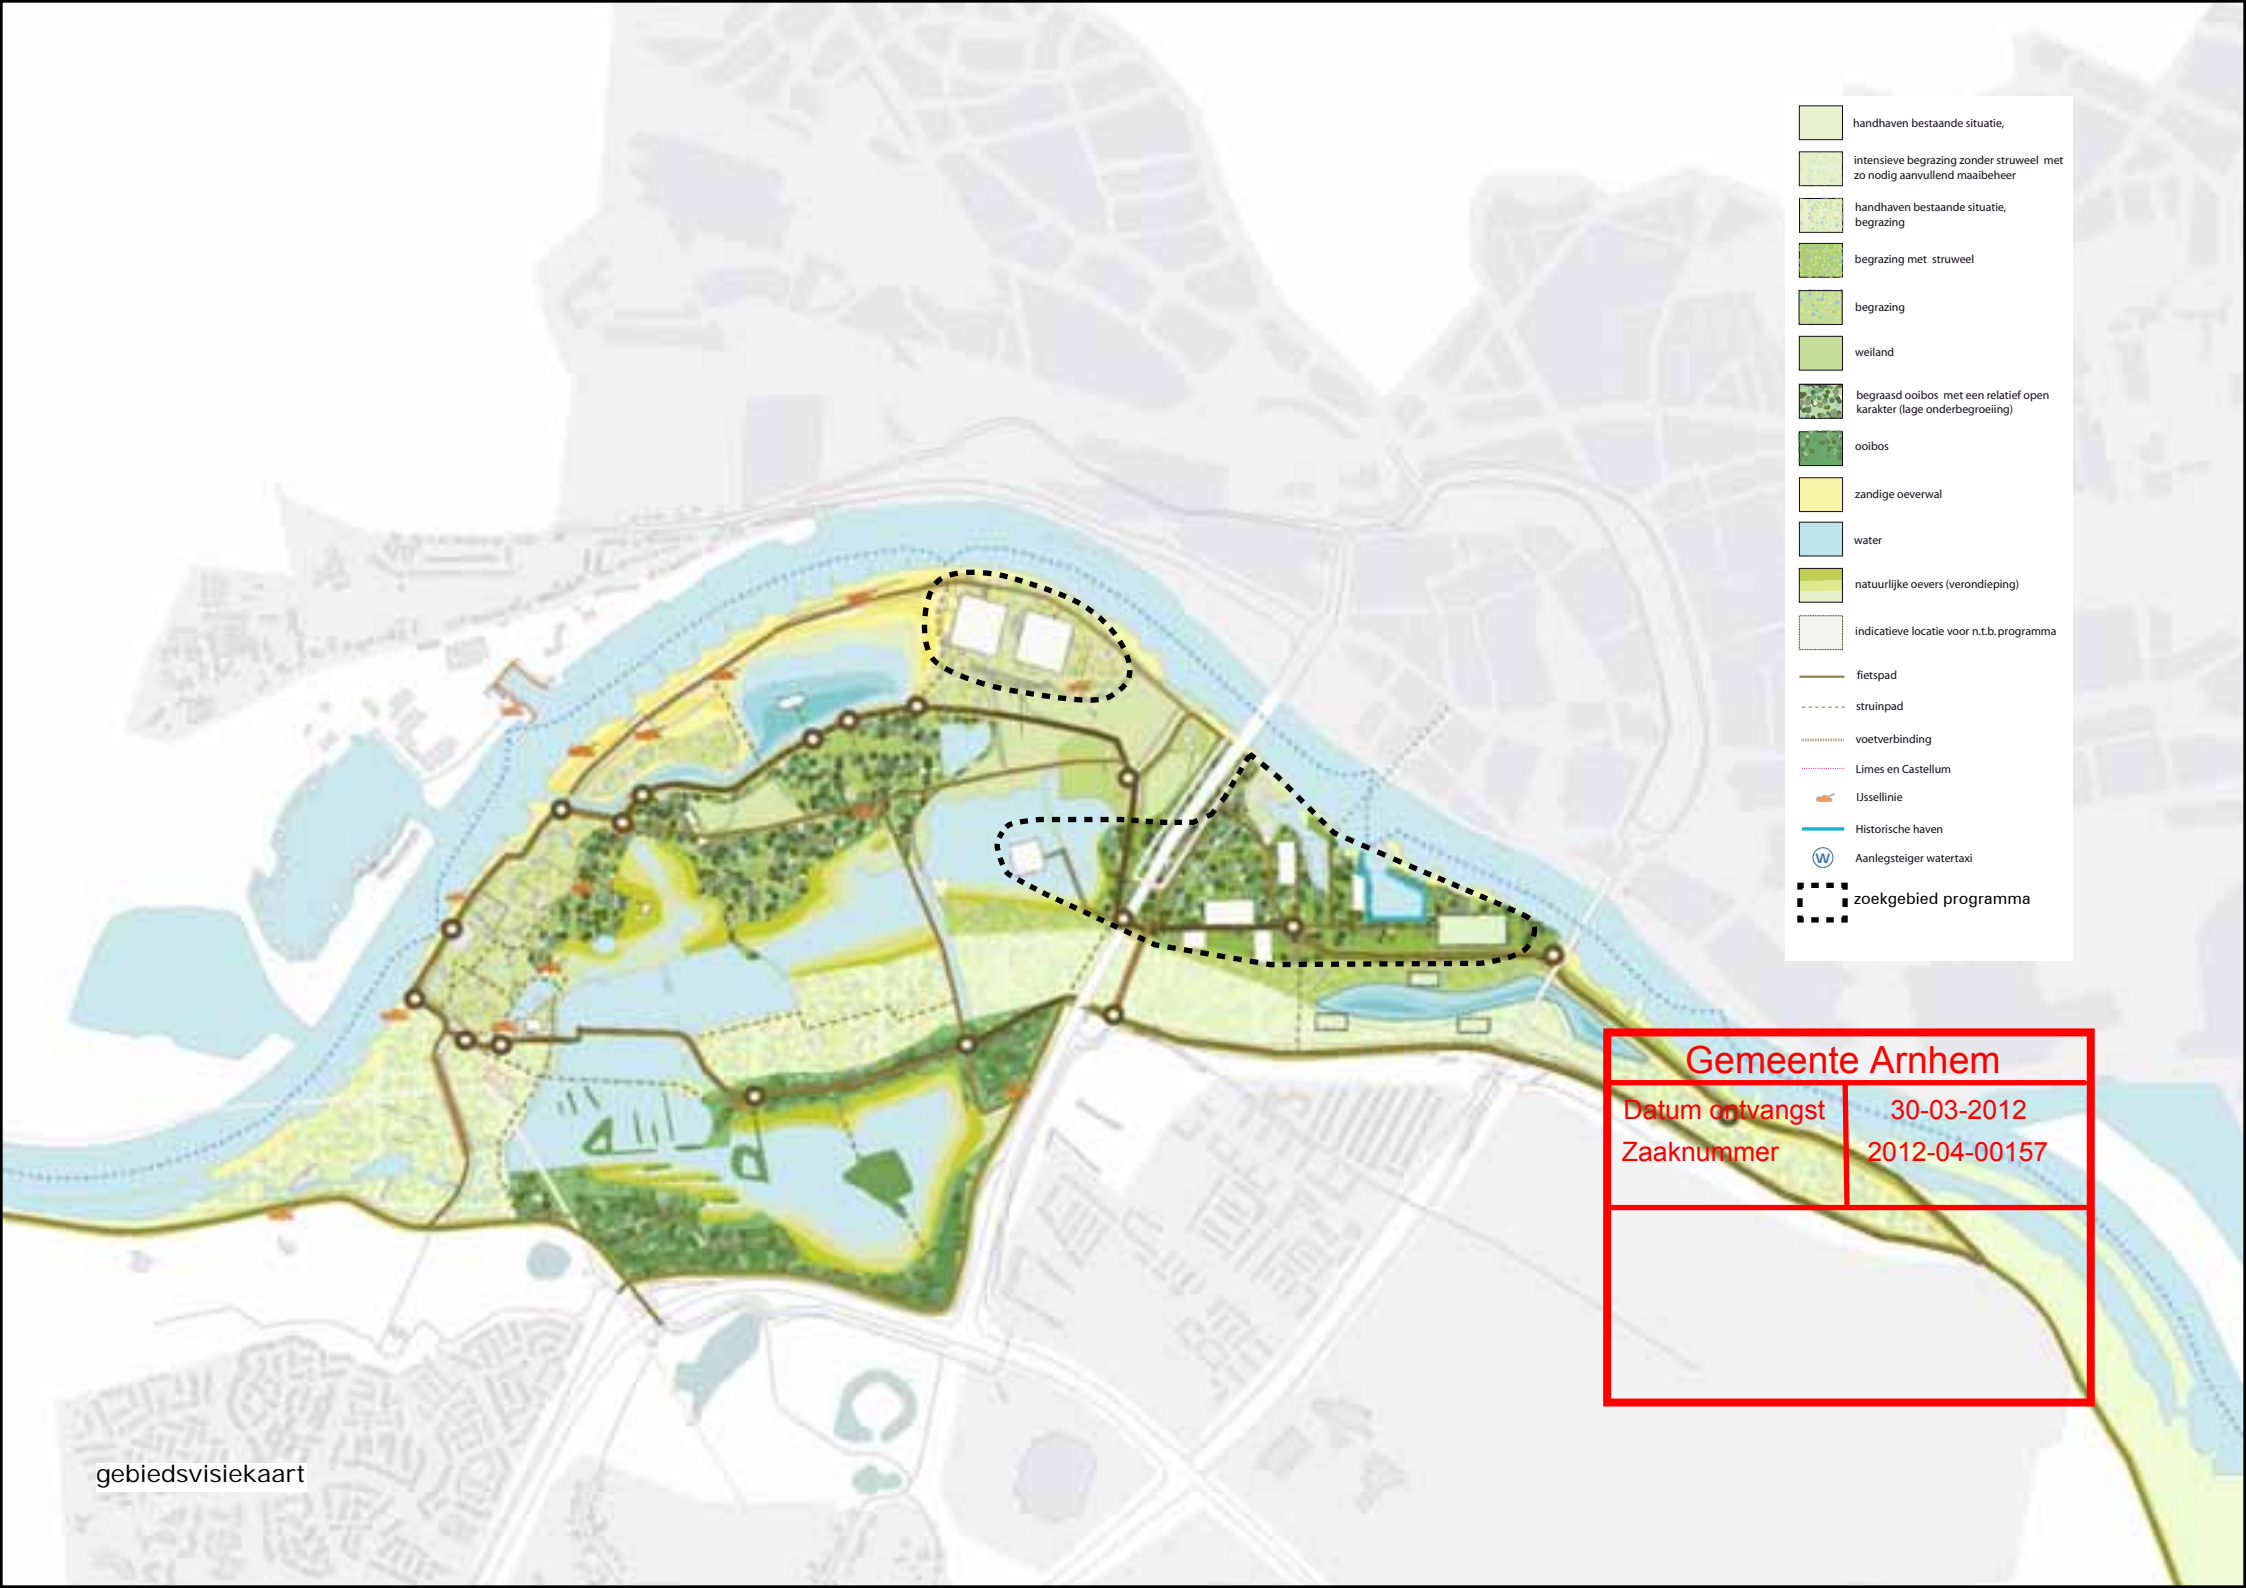 handhaven bestaande situatie,
intensieve begrazing zonder struweel met
zo nodig aanvullend maaibeheer
handhaven bestaande situatie,
begrazing
begrazing met struweel
begrazing
weiland
begraasd ooibos met een relatief open
karakter (lage onderbegroeiing)
ooibos
zandige oeverwal
water
natuurlijke oevers (verondieping)
indicatieve locatie voor n.t.b. programma
fietspad
struinpad
voetverbinding
Limes en Castellum
IJssellinie
Historische haven
W Aanlegsteiger watertaxi
zoekgebied programma
Gemeente Arnhem
Datum ontvangst 30-03-2012
Zaaknummer 2012-04-00157
gebiedsvisiekaart